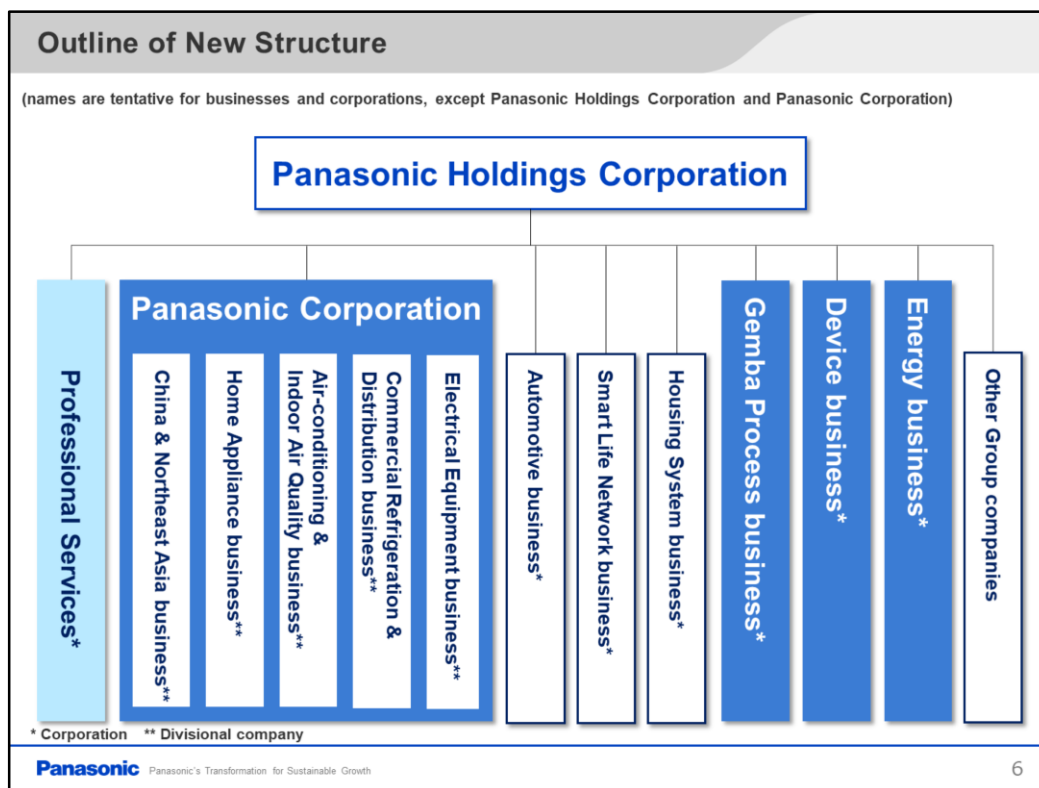 Outline of New Structure
(names are tentative for businesses and corporations, except Panasonic Holdings Corporation and Panasonic Corporation)
Panasonic Holdings Corporation
Professional Services*
Panasonic Corporation
China & Northeast Asia business**
Home Appliance business**
Air-conditioning &
Indoor Air Quality business**
Commercial Refrigeration &
Distribution business**
Electrical Equipment business**
Automotive business*
Smart Life Network business*
Housing System business*
Gemba Process business*
Device business*
Energy business*
Other Group companies
* Corporation ** Divisional company
Panasonic Panasonic's Transformation for Sustainable Growth
6